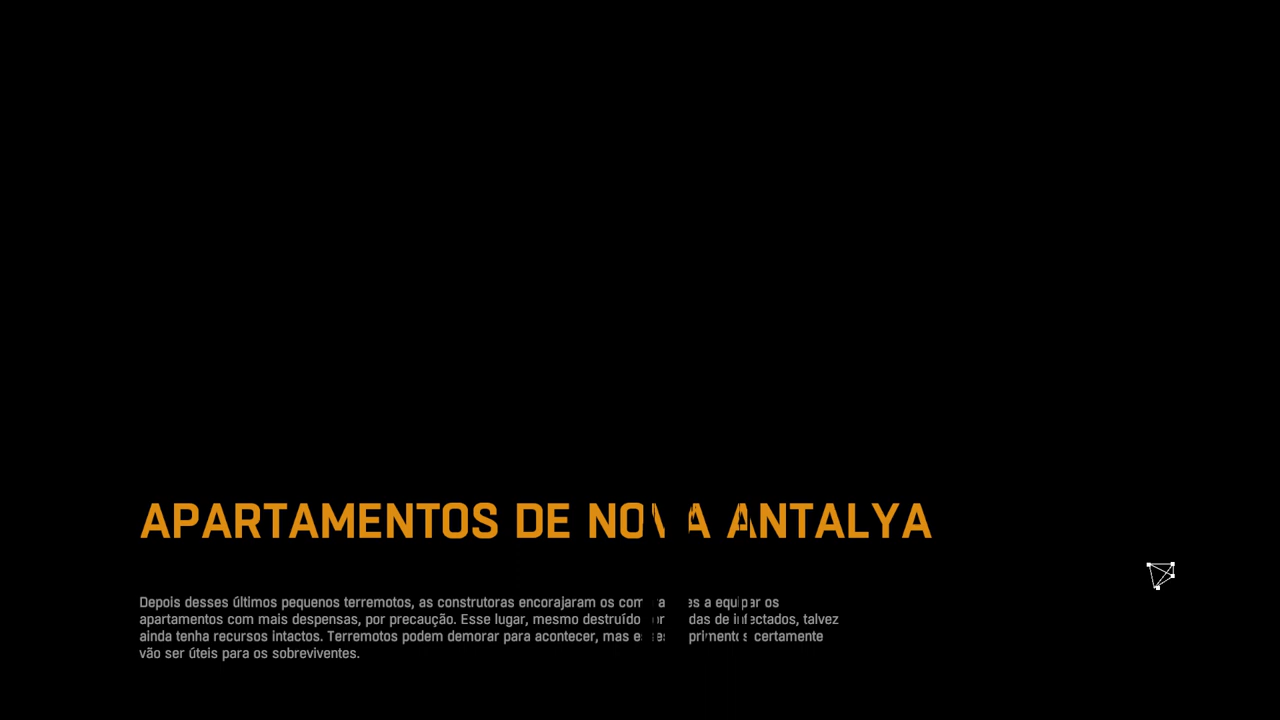 APARTAMENTOS DE NOVA ANTALYA
Depois desses últimos pequenos terremotos, as construtoras encorajaram os a equipar os
apartamentos com mais despensas, por precaução. Esse lugar, mesmo destruído de infectados, talvez
ainda tenha recursos intactos. Terremotos podem demorar para acontecer, mas certamente
vão ser úteis para os sobreviventes.